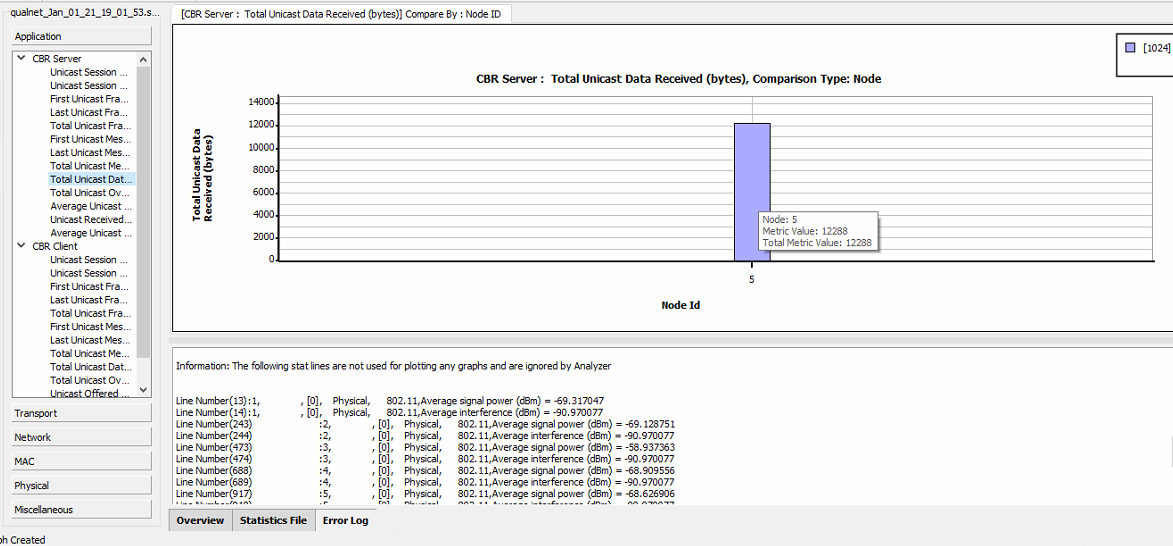 qualnet_Jan_01_21_19_01_53.s...
[CBR Server : Total Unicast Data Received (bytes)] Compare By : Node ID
Application
CBR Server
Unicast Session ...
Unicast Session ...
First Unicast Fra...
Last Unicast Fra...
Total Unicast Fra...
First Unicast Mes...
Last Unicast Mes...
Total Unicast Me...
Total Unicast Dat...
Total Unicast Ov...
Average Unicast ...
Unicast Received...
Average Unicast ...
CBR Client
Unicast Session ...
Unicast Session ...
First Unicast Fra...
Last Unicast Fra...
Total Unicast Fra...
First Unicast Mes...
Last Unicast Mes...
Total Unicast Me...
Total Unicast Dat...
Total Unicast Ov...
Unicast Offered ...
Transport
Network
MAC
Physical
Miscellaneous
[1024]
CBR Server : Total Unicast Data Received (bytes), Comparison Type: Node
Total Unicast Data
Received (bytes)
14000
12000
10000
8000
6000
4000
2000
0
Node: 5
Metric Value: 12288
Total Metric Value: 12288
5
Node Id
Information: The following stat lines are not used for plotting any graphs and are ignored by Analyzer
Line Number(13):1, , [0], Physical, 802.11,Average signal power (dBm) = -69.317047
Line Number(14):1, , [0], Physical, 802.11,Average interference (dBm) = -90.970077
Line Number(243) :2, , [0], Physical, 802.11,Average signal power (dBm) = -69.128751
Line Number(244) :2, , [0], Physical, 802.11,Average interference (dBm) = -90.970077
Line Number(473) :3, , [0], Physical, 802.11,Average signal power (dBm) = -58.937363
Line Number(474) :3, , [0], Physical, 802.11,Average interference (dBm) = -90.970077
Line Number(688) :4, , [0], Physical, 802.11,Average signal power (dBm) = -68.909556
Line Number(689) :4, , [0], Physical, 802.11,Average interference (dBm) = -90.970077
Line Number(917) :5, , [0], Physical, 802.11,Average signal power (dBm) = -68.626906
Overview
Statistics File
Error Log
Created